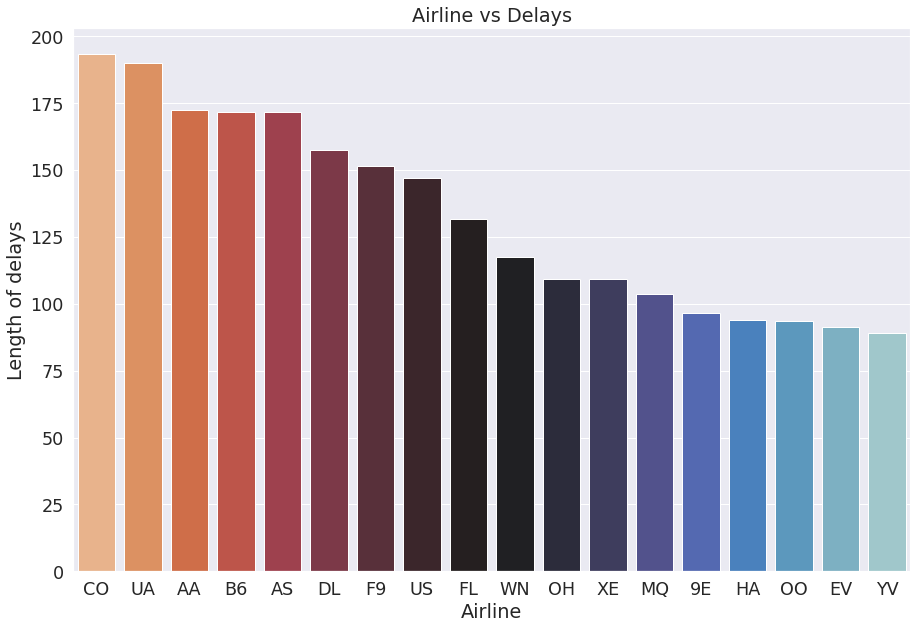 Airline vs Delays
Length of delays
200
175
150
125
100
75
50
25
0
CO UA AA B6 AS DL F9 US FL WN OH XE MQ 9E HA OO EV YV
Airline